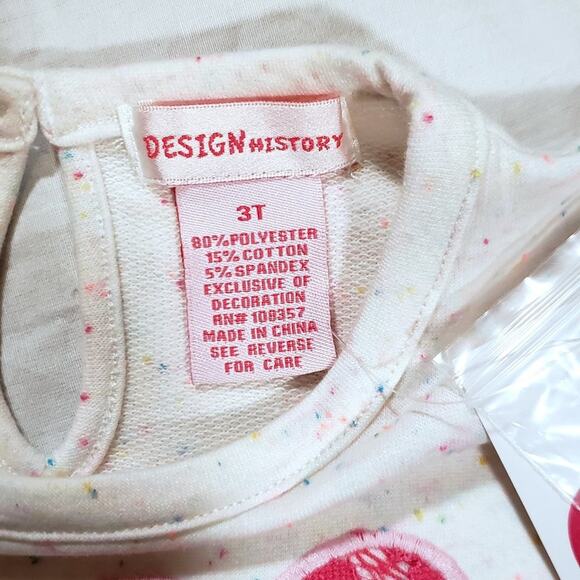 DESIGN HISTORY
3T
80% POLYESTER
15% COTTON
5% SPANDEX
EXCLUSIVE OF
DECORATION
RN# 109357
MADE IN CHINA
SEE REVERSE
FOR CARE